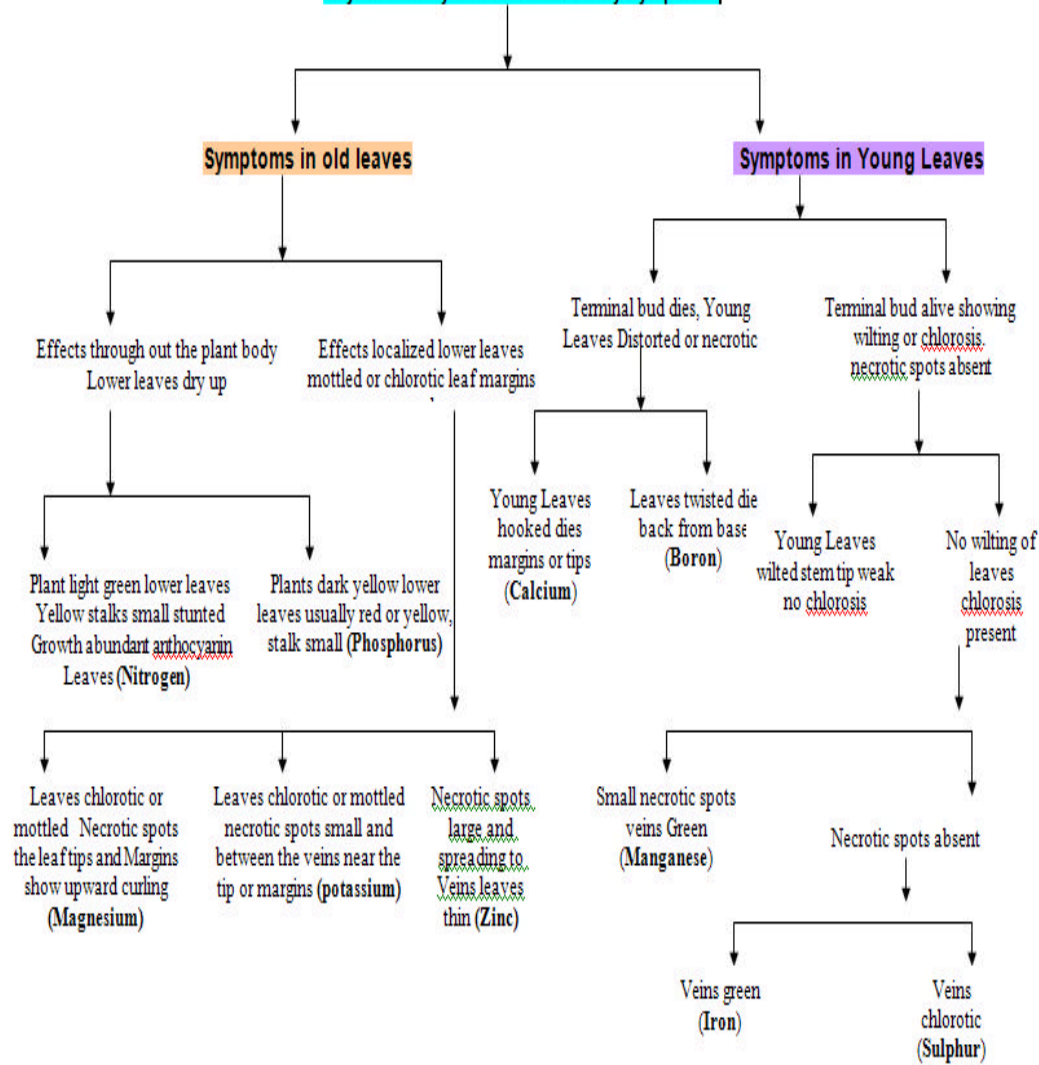 Symptoms in old leaves
Symptoms in Young Leaves
Effects through out the plant body
Lower leaves dry up
Effects localized lower leaves
mottled or chlorotic leaf margins
Terminal bud dies, Young
Leaves Distorted or necrotic
Terminal bud alive showing
wilting or chlorosis.
necrotic spots absent
Plant light green lower leaves
Yellow stalks small stunted
Growth abundant anthocyanin
Leaves (Nitrogen)
Plants dark yellow lower
leaves usually red or yellow,
stalk small (Phosphorus)
Young Leaves
hooked dies
margins or tips
(Calcium)
Leaves twisted die
back from base
(Boron)
Young Leaves
wilted stem tip weak
no chlorosis
No wilting of
leaves
chlorosis
present
Leaves chlorotic or
mottled Necrotic spots
the leaf tips and Margins
show upward curling
(Magnesium)
Leaves chlorotic or mottled
necrotic spots small and
between the veins near the
tip or margins (potassium)
Necrotic spots
large and
spreading to
Veins leaves
thin (Zinc)
Small necrotic spots
veins Green
(Manganese)
Necrotic spots absent
Veins green
(Iron)
Veins
chlorotic
(Sulphur)